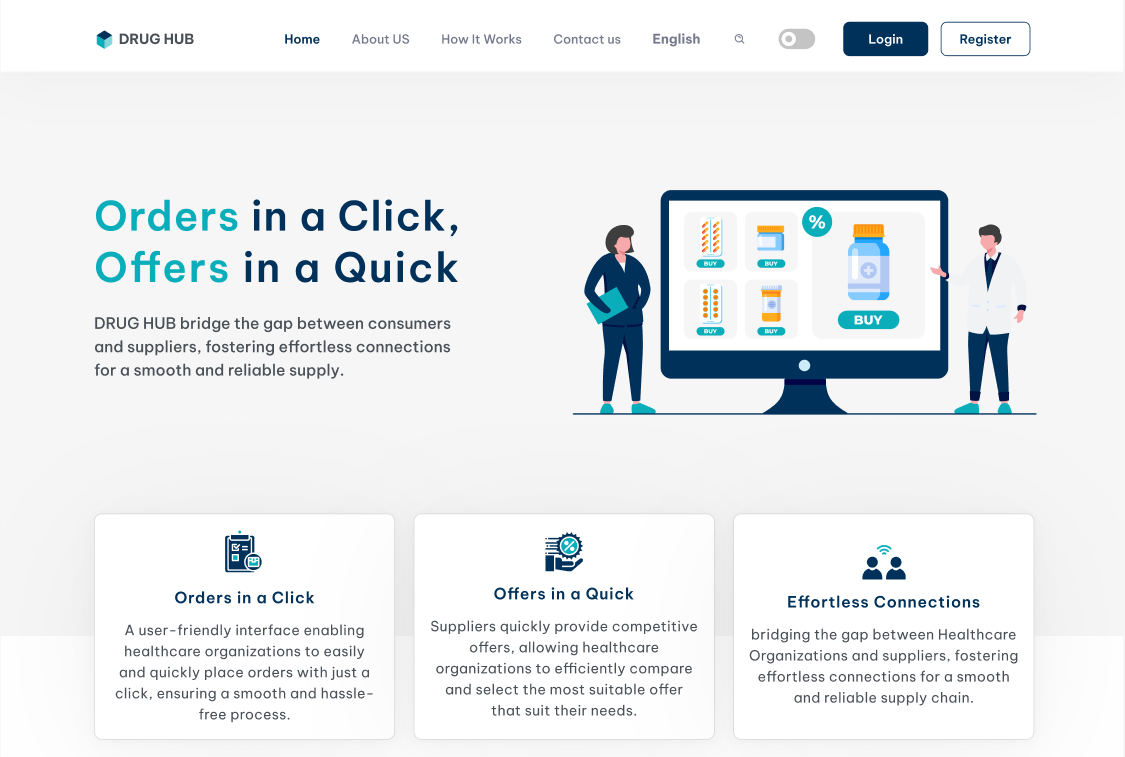 DRUG HUB
Home
About US
How It Works
Contact us
English
Login
Register
Orders in a Click,
Offers in a Quick
DRUG HUB bridge the gap between consumers
and suppliers, fostering effortless connections
for a smooth and reliable supply.
%
BUY
BUY
BUY
BUY
BUY
Orders in a Click
A user-friendly interface enabling
healthcare organizations to easily
and quickly place orders with just a
click, ensuring a smooth and hassle-
free process.
Offers in a Quick
Suppliers quickly provide competitive
offers, allowing healthcare
organizations to efficiently compare
and select the most suitable offer
that suit their needs.
Effortless Connections
bridging the gap between Healthcare
Organizations and suppliers, fostering
effortless connections for a smooth
and reliable supply chain.